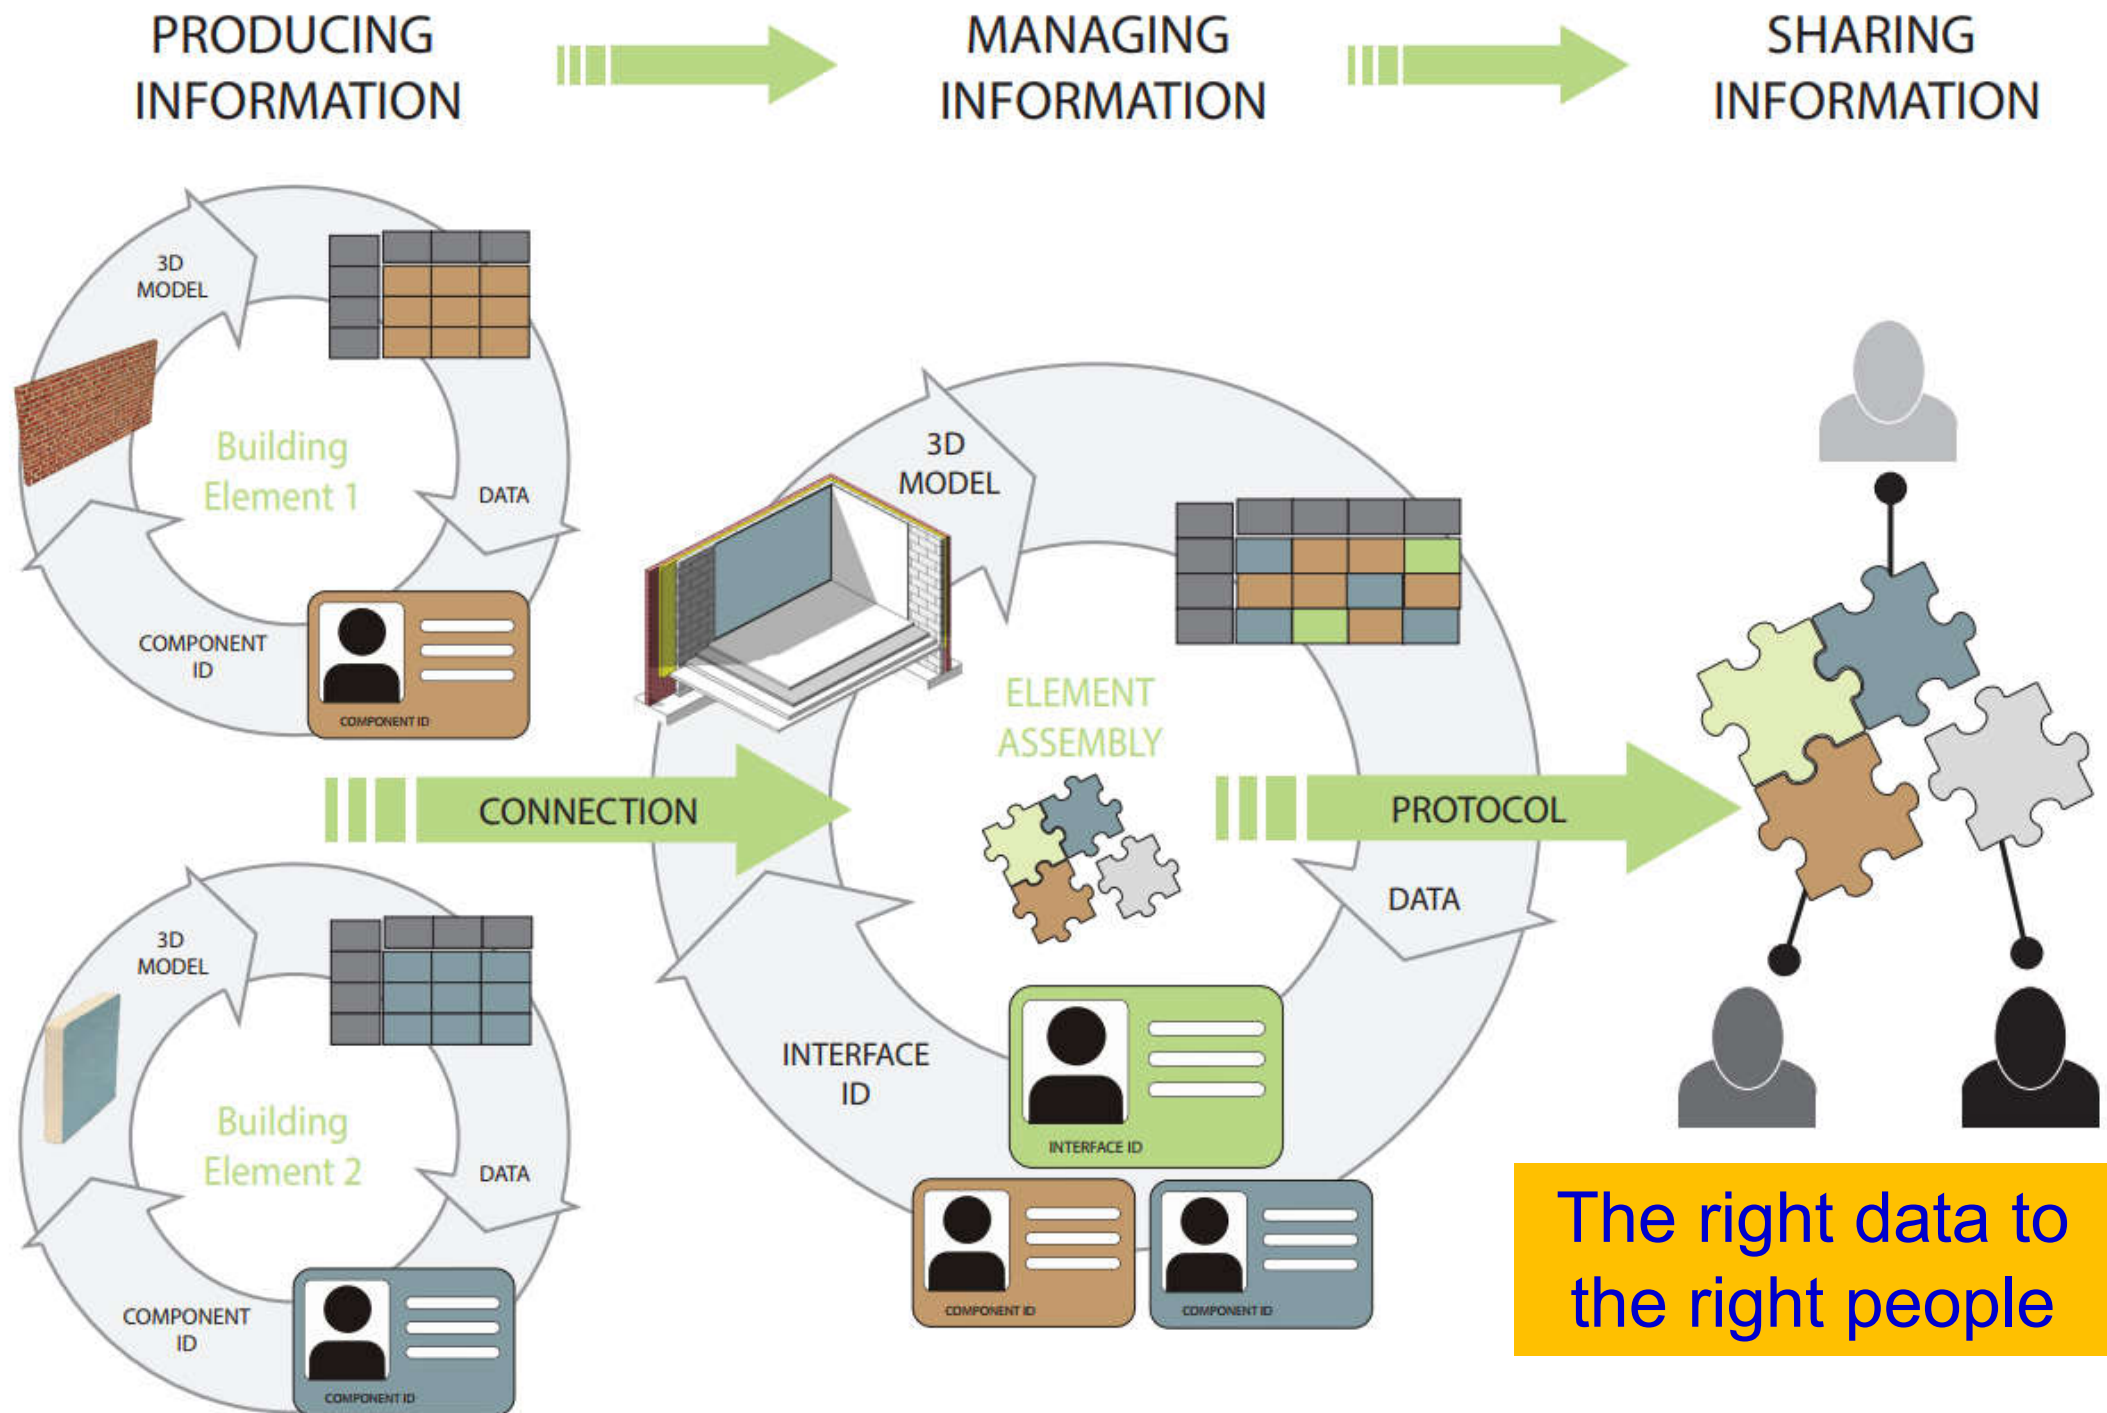 PRODUCING
INFORMATION
MANAGING
INFORMATION
SHARING
INFORMATION
3D
MODEL
Building
Element 1
DATA
COMPONENT
ID
COMPONENT ID
CONNECTION
3D
MODEL
Building
Element 2
DATA
COMPONENT
ID
COMPONENT ID
3D
MODEL
ELEMENT
ASSEMBLY
PROTOCOL
DATA
INTERFACE
ID
INTERFACE ID
COMPONENT ID
COMPONENT ID
The right data to
the right people